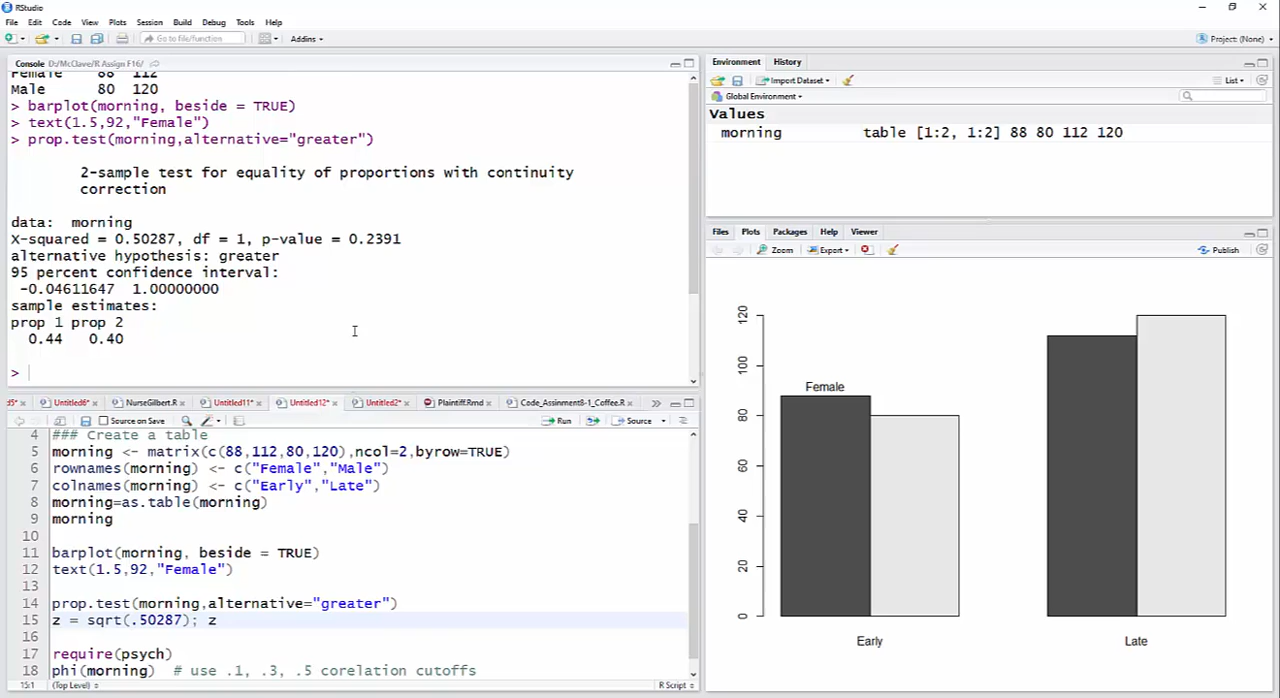 RStudio
File Edit Code View Plots Session Build Debug Tools Help
Go to file/function Addins Project: (None)
Console D:/McClave/R Assign F16/
Female 88 112
Male 80 120
> barplot(morning, beside = TRUE)
> text(1.5,92,"Female")
> prop.test(morning,alternative="greater")
2-sample test for equality of proportions with continuity
correction
data: morning
X-squared = 0.50287, df = 1, p-value = 0.2391
alternative hypothesis: greater
95 percent confidence interval:
-0.04611647 1.00000000
sample estimates:
prop 1 prop 2
0.44 0.40
>
d5* Untitled6* NurseGilbert.R Untitled11* Untitled12* Untitled2* Plaintiff.Rmd Code_Assinment8-1_Coffee.R
Source on Save Run Source
4 ### Create a table
5 morning <- matrix(c(88,112,80,120),ncol=2,byrow=TRUE)
6 rownames(morning) <- c("Female","Male")
7 colnames(morning) <- c("Early","Late")
8 morning=as.table(morning)
9 morning
10
11 barplot(morning, beside = TRUE)
12 text(1.5,92,"Female")
13
14 prop.test(morning,alternative="greater")
15 z = sqrt(.50287); z
16
17 require(psych)
18 phi(morning) # use .1, .3, .5 corelation cutoffs
15:1 (Top Level) R Script
Environment History
Import Dataset List
Global Environment
Values
morning table [1:2, 1:2] 88 80 112 120
Files Plots Packages Help Viewer
Zoom Export Publish
120
100
80
60
40
20
0
Female
Early Late